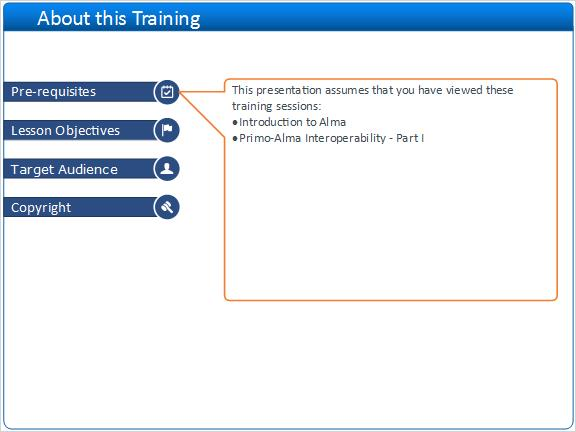 About this Training
Pre-requisites
Lesson Objectives
Target Audience
Copyright
This presentation assumes that you have viewed these
training sessions:
•Introduction to Alma
•Primo-Alma Interoperability - Part I